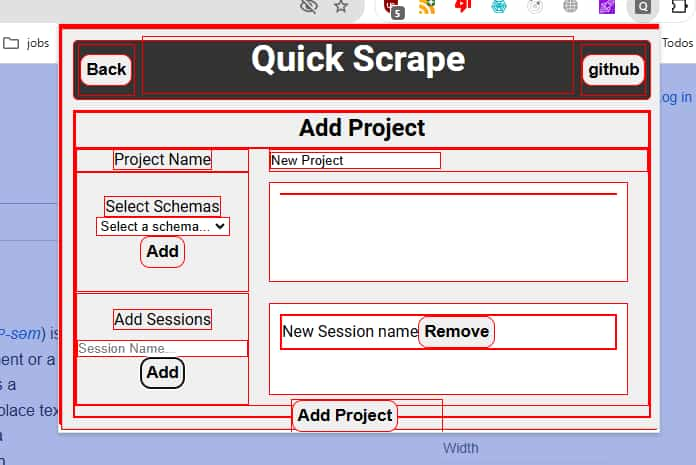 5
Q
jobs
Todos
Back
Quick Scrape
github
og in
Add Project
Project Name
New Project
Select Schemas
Select a schema...
Add
Add Sessions
New Session name
Remove
Session Name...
Add
Add Project
P-səm) is
ent or a
s a
place tex
a
Width